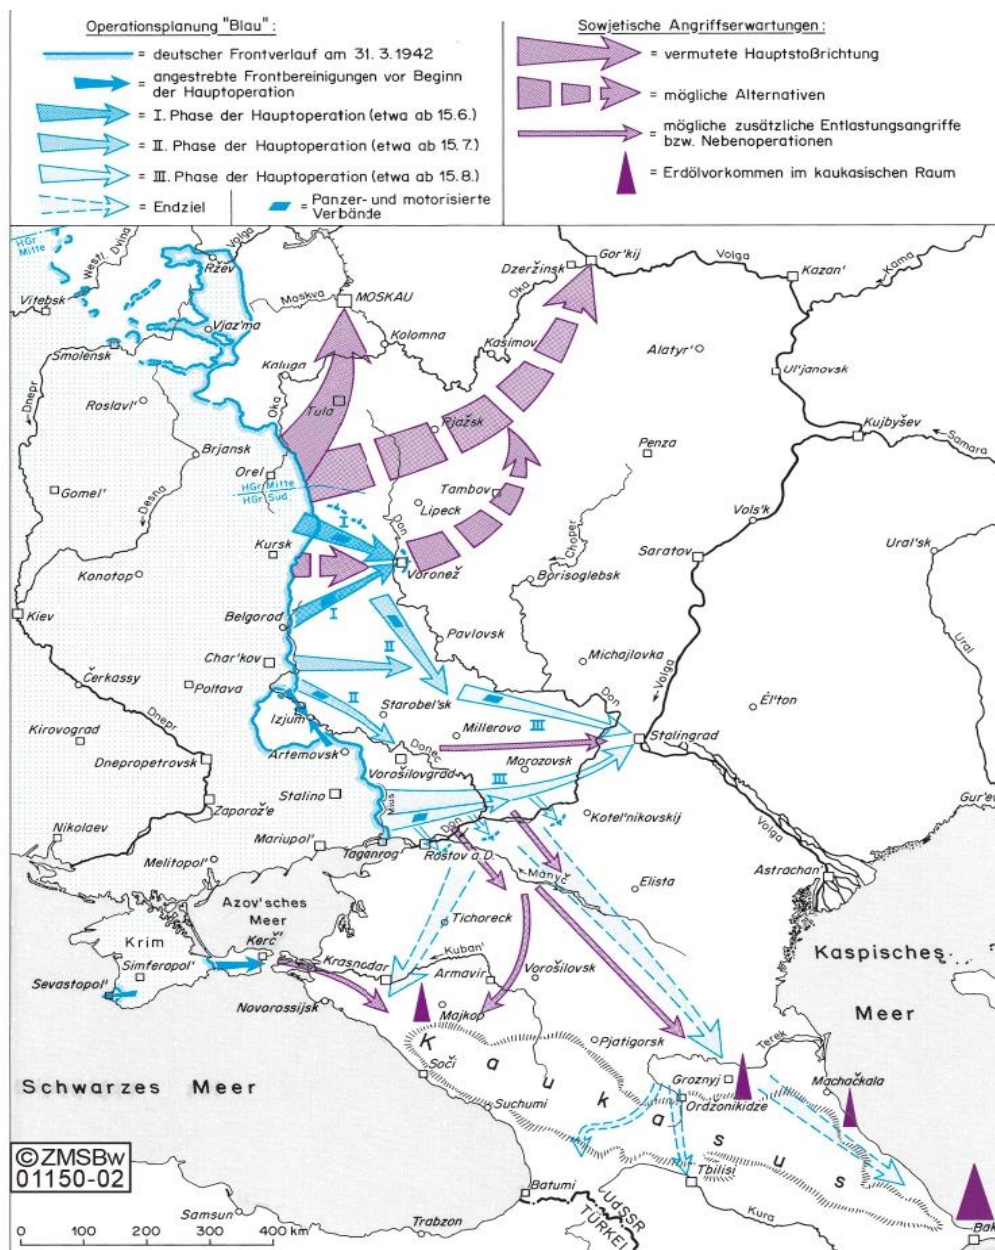 Operationsplanung "Blau" :
= deutscher Frontverlauf am 31. 3. 1942
= angestrebte Frontbereinigungen vor Beginn
der Hauptoperation
= I. Phase der Hauptoperation (etwa ab 15.6.)
= II. Phase der Hauptoperation (etwa ab 15.7.)
= III. Phase der Hauptoperation (etwa ab 15.8.)
= Endziel
= Panzer- und motorisierte
Verbände
Sowjetische Angriffserwartungen :
= vermutete Hauptstoßrichtung
= mögliche Alternativen
= mögliche zusätzliche Entlastungsangriffe
bzw. Nebenoperationen
= Erdölvorkommen im kaukasischen Raum
HGr
Mitte
Westl. Dvina
Volga
Ržev
Vitebsk
Moskva
MOSKAU
Dzeržinsk
Gor'kij
Volga
Kazan'
Kama
Oka
Vjaz'ma
Smolensk
Kolomna
Kasimov
Alatyr'
Ul'janovsk
Dnepr
Kaluga
Oka
Roslavl'
Tula
Rjažsk
Kujbyšev
Samara
Brjansk
Penza
Orel
HGr Mitte
HGr Süd
Gomel'
Desna
Tambov
Lipeck
Vol'sk
Don
I
Choper
Kursk
Voronež
Saratov
Ural'sk
Konotop
Borisoglebsk
Kiev
Belgorod
I
II
Pavlovsk
Ural
Char'kov
Michajlovka
Čerkassy
Poltava
II
Don
Volga
Èl'ton
Dnepr
Izjum
Starobel'sk
III
Kirovograd
Millerovo
Stalingrad
Donec
Dnepropetrovsk
Artemovsk
Vorošilovgrad
III
Morozovsk
Stalino
Mius
Zaporož'e
Don
Kotel'nikovskij
Gur'ev
Nikolaev
Mariupol'
Volga
Taganrog
Rostov a.D.
Melitopol'
Manyč
Elista
Astrachan'
Azov'sches
Meer
Tichoreck
Krim
Kerč'
Kuban'
Kaspisches
Simferopol'
Krasnodar
Armavir
Vorošilovsk
Sevastopol'
Novorossijsk
Majkop
Meer
Pjatigorsk
Terek
Kaukasus
Soči
Groznyj
Machačkala
Schwarzes Meer
Ordžonikidze
Suchumi
©ZMSBw
01150-02
Tbilisi
Batumi
UdSSR
TÜRKEI
Kura
Bak
Samsun
Trabzon
0 100 200 300 400 km